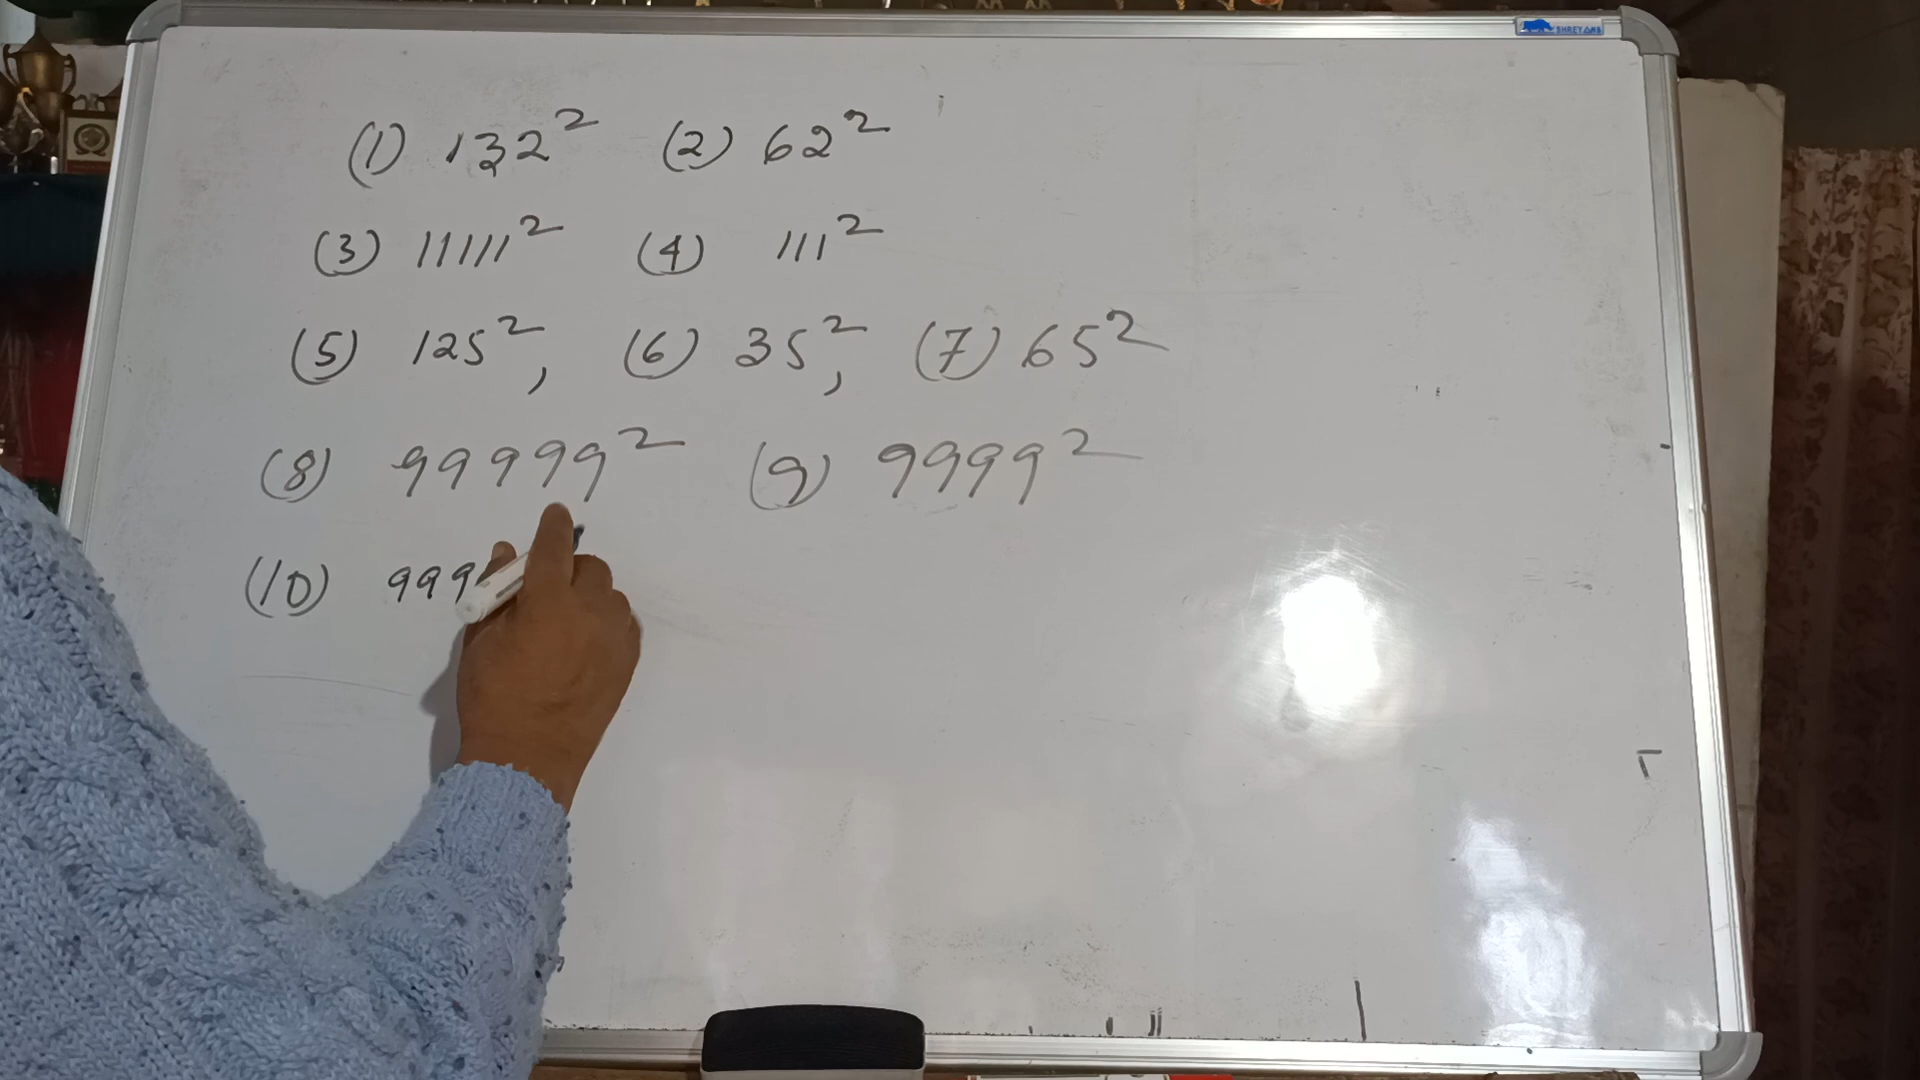 SHREYANS
(1) 132² (2) 62²
(3) 11111² (4) 111²
(5) 125², (6) 35², (7) 65²
(8) 99999² (9) 9999²
(10) 999